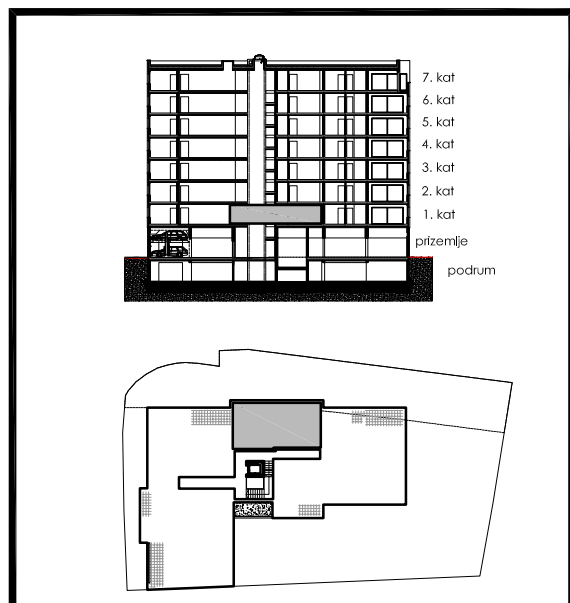 7. kat
6. kat
5. kat
4. kat
3. kat
2. kat
1. kat
prizemlje
podrum